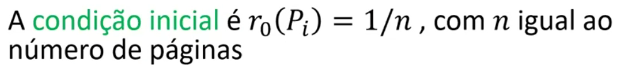 A condição inicial é r₀(Pᵢ) = 1/n , com n igual ao
número de páginas